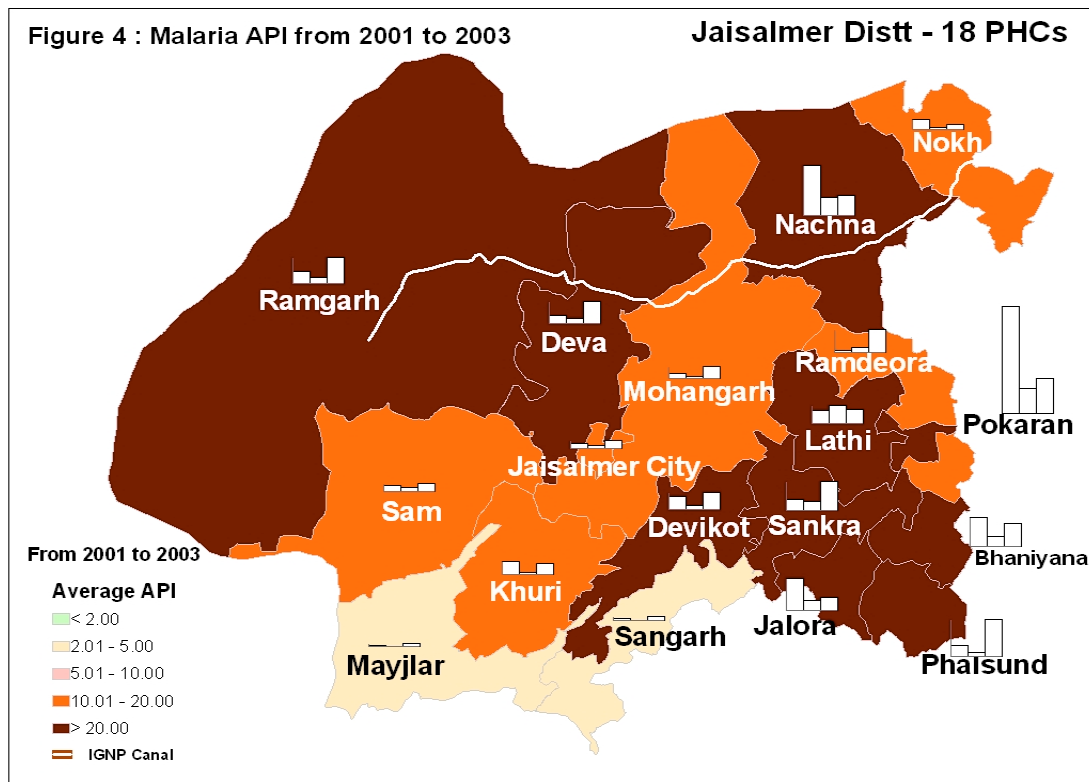 Figure 4 : Malaria API from 2001 to 2003
Jaisalmer Distt - 18 PHCs
Nokh
Nachna
Ramgarh
Deva
Ramdeora
Mohangarh
Pokaran
Lathi
Jaisalmer City
Sam
Devikot
Sankra
From 2001 to 2003
Bhaniyana
Average API
Khuri
< 2.00
Jalora
Sangarh
2.01 - 5.00
Mayjlar
Phalsund
5.01 - 10.00
10.01 - 20.00
> 20.00
IGNP Canal